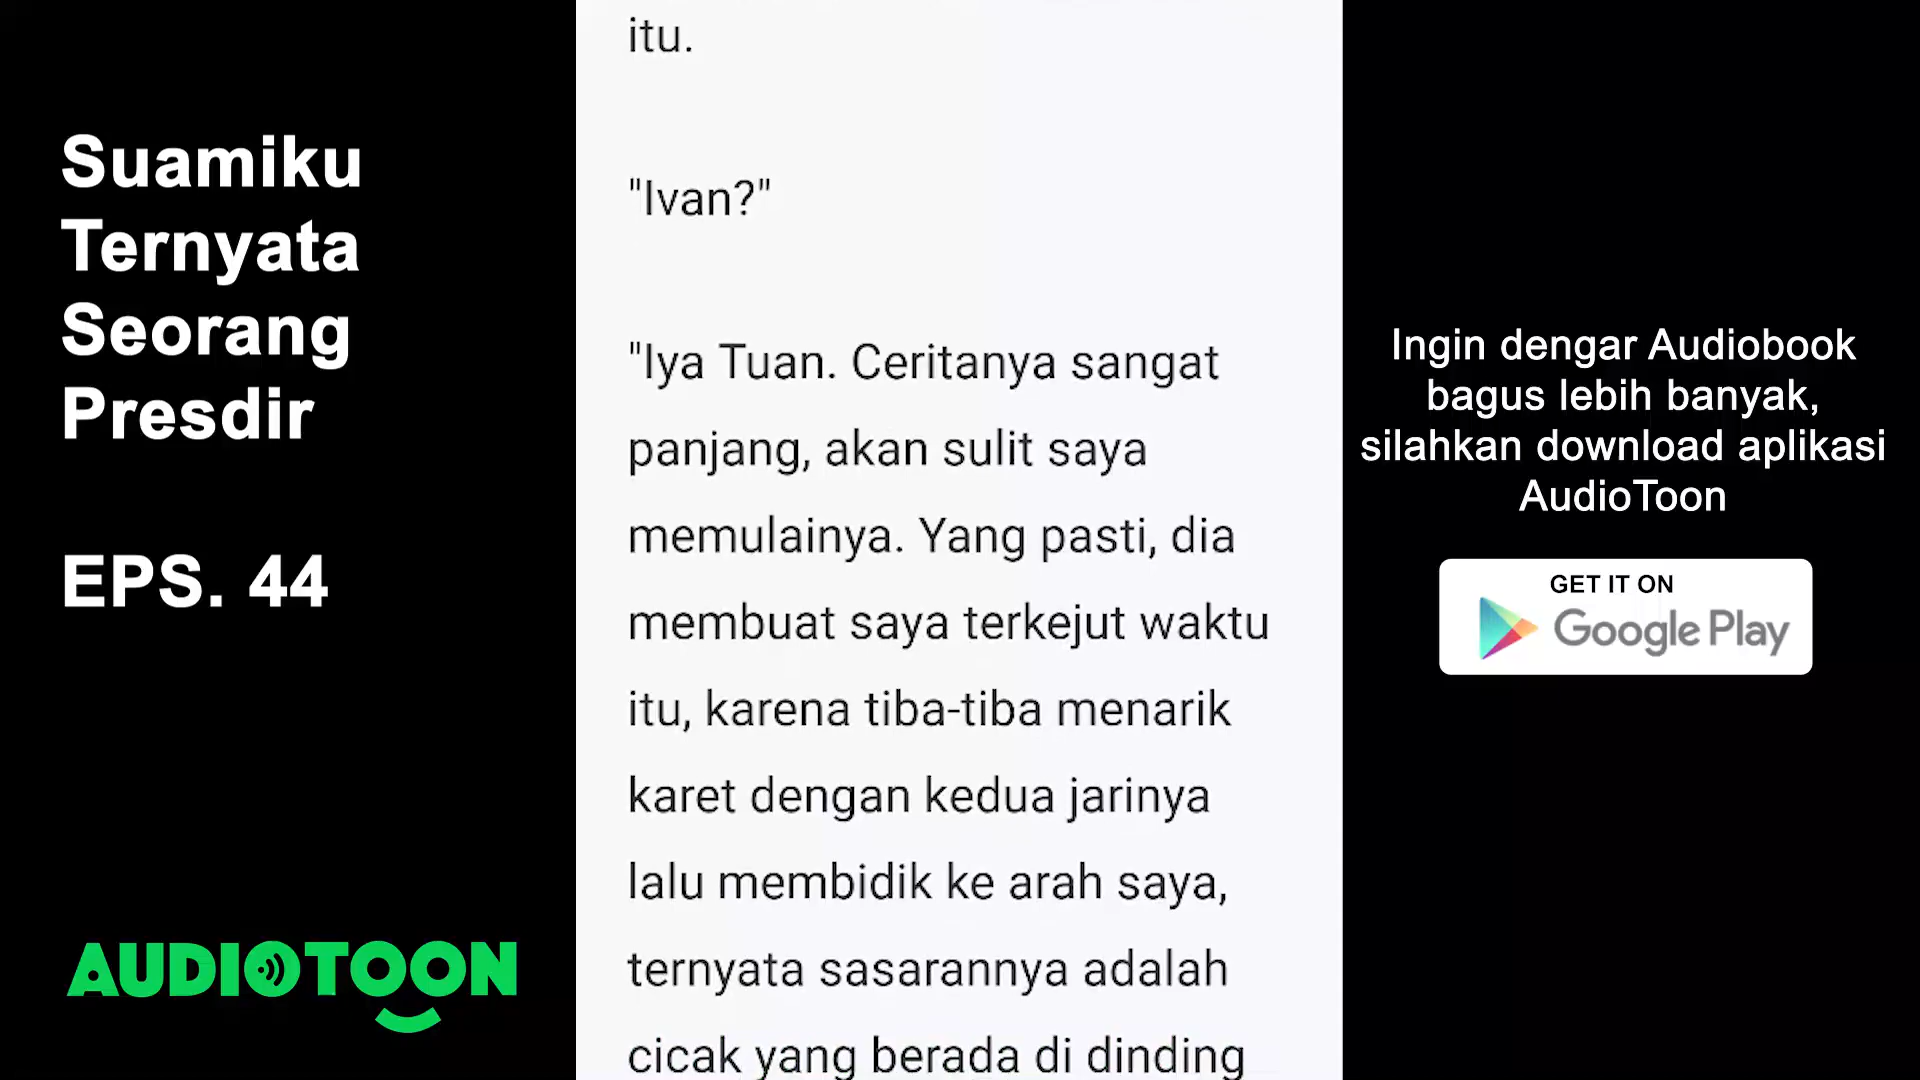 Suamiku
Ternyata
Seorang
Presdir
EPS. 44
AUDIOTOON
itu.
"Ivan?"
"Iya Tuan. Ceritanya sangat
panjang, akan sulit saya
memulainya. Yang pasti, dia
membuat saya terkejut waktu
itu, karena tiba-tiba menarik
karet dengan kedua jarinya
lalu membidik ke arah saya,
ternyata sasarannya adalah
cicak yang berada di dinding
Ingin dengar Audiobook
bagus lebih banyak,
silahkan download aplikasi
AudioToon
GET IT ON
Google Play